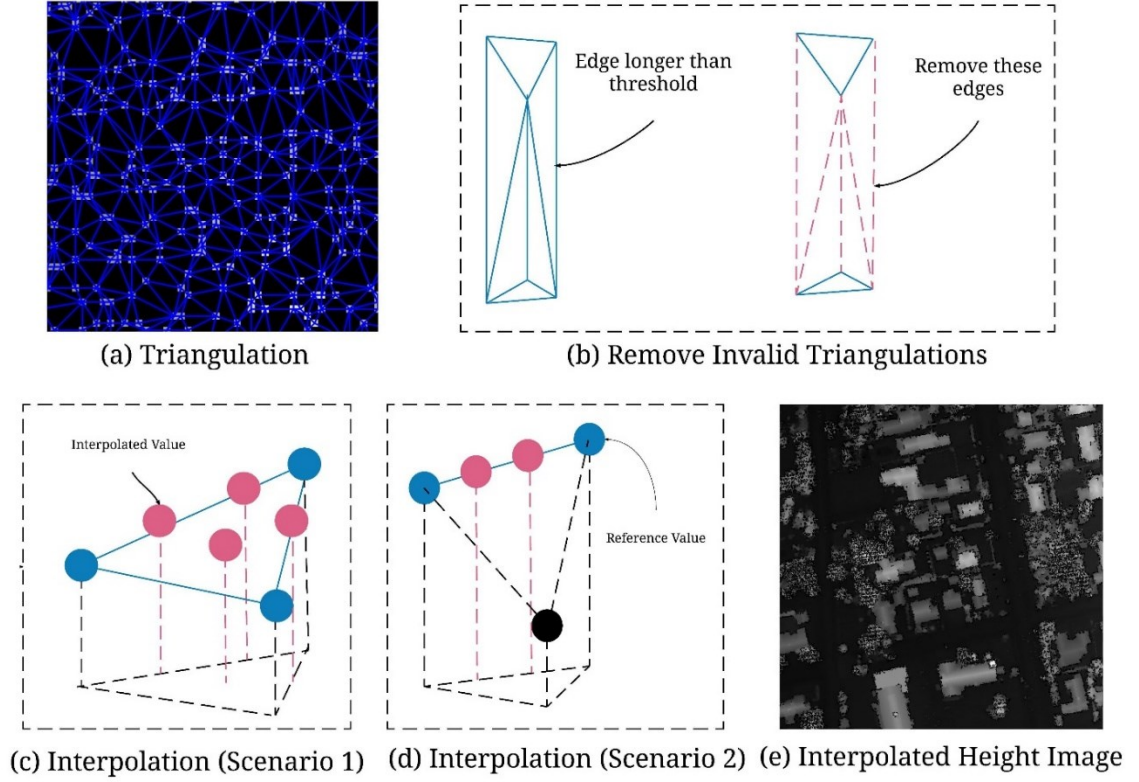 Edge longer than
threshold
Remove these
edges
(a) Triangulation
(b) Remove Invalid Triangulations
Interpolated Value
Reference Value
(c) Interpolation (Scenario 1)
(d) Interpolation (Scenario 2)
(e) Interpolated Height Image